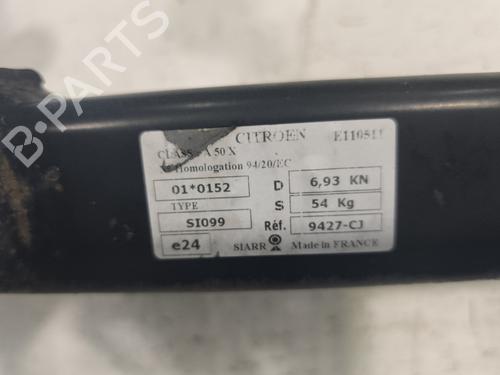 CITROEN E110511
A 50 X
Homologation 94/20/EC
01*0152 D 6,93 KN
TYPE S 54 Kg
SI099 Réf. 9427-CJ
e24 SIARR Made in FRANCE
B-PARTS